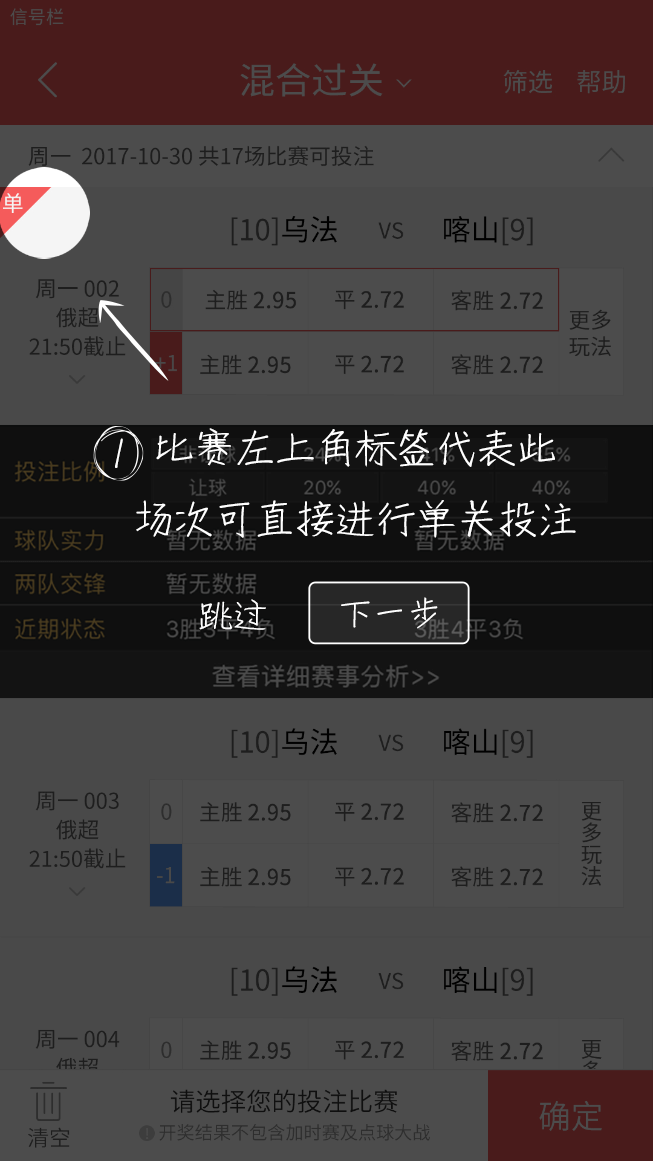 信号栏
混合过关 筛选 帮助
周一 2017-10-30 共17场比赛可投注
单
[10]乌法 VS 喀山[9]
周一 002
俄超
21:50截止
0 主胜 2.95 平 2.72 客胜 2.72
+1 主胜 2.95 平 2.72 客胜 2.72
更多
玩法
① 比赛左上角标签代表此
场次可直接进行单关投注
跳过 下一步
投注比例
让球 20% 40% 40%
球队实力 暂无数据 暂无数据
两队交锋 暂无数据
近期状态 3胜3平4负 3胜4平3负
查看详细赛事分析>>
[10]乌法 VS 喀山[9]
周一 003
俄超
21:50截止
0 主胜 2.95 平 2.72 客胜 2.72
-1 主胜 2.95 平 2.72 客胜 2.72
更多玩法
[10]乌法 VS 喀山[9]
周一 004
俄超
0 主胜 2.95 平 2.72 客胜 2.72
更多
清空
请选择您的投注比赛
开奖结果不包含加时赛及点球大战
确定